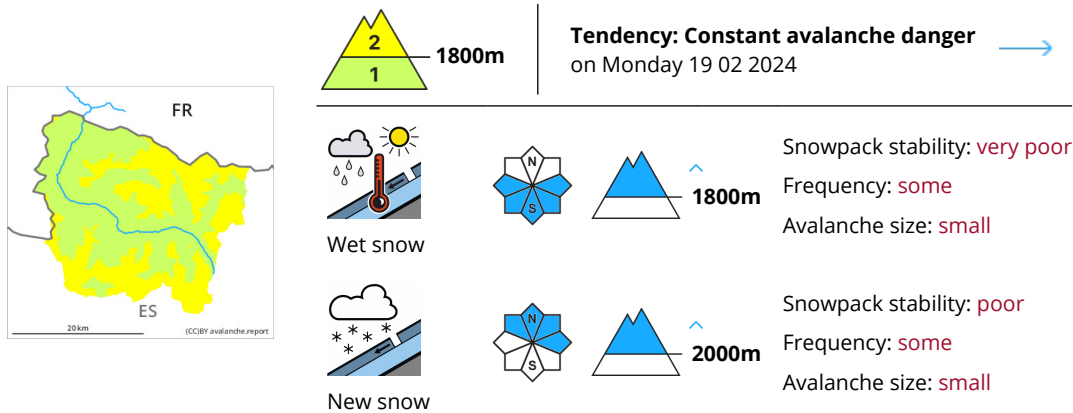 2
1
1800m
Tendency: Constant avalanche danger
on Monday 19 02 2024
FR
ES
20 km
(CC)BY avalanche.report
Wet snow
N
S
1800m
Snowpack stability: very poor
Frequency: some
Avalanche size: small
New snow
N
S
2000m
Snowpack stability: poor
Frequency: some
Avalanche size: small